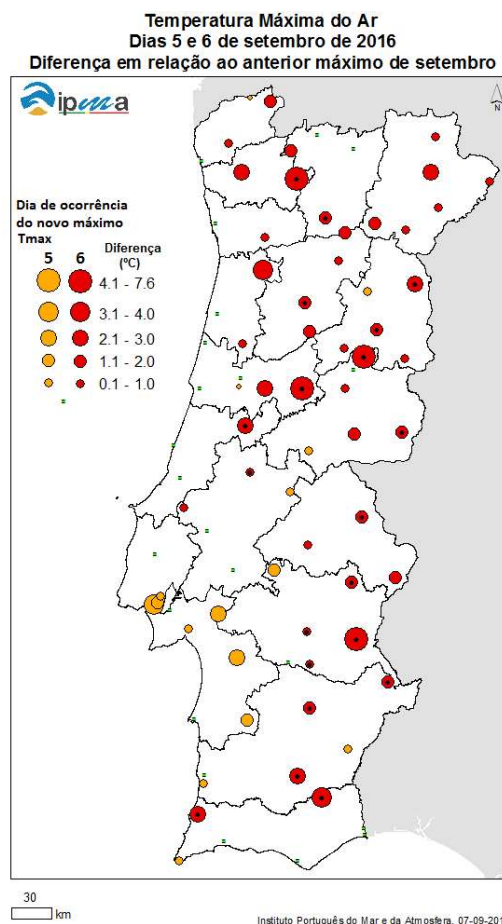 Temperatura Máxima do Ar
Dias 5 e 6 de setembro de 2016
Diferença em relação ao anterior máximo de setembro
ipma
N
Dia de ocorrência
do novo máximo
Tmax
5 6 Diferença
(ºC)
4.1 - 7.6
3.1 - 4.0
2.1 - 3.0
1.1 - 2.0
0.1 - 1.0
30
km
Instituto Português do Mar e da Atmosfera, 07-09-201